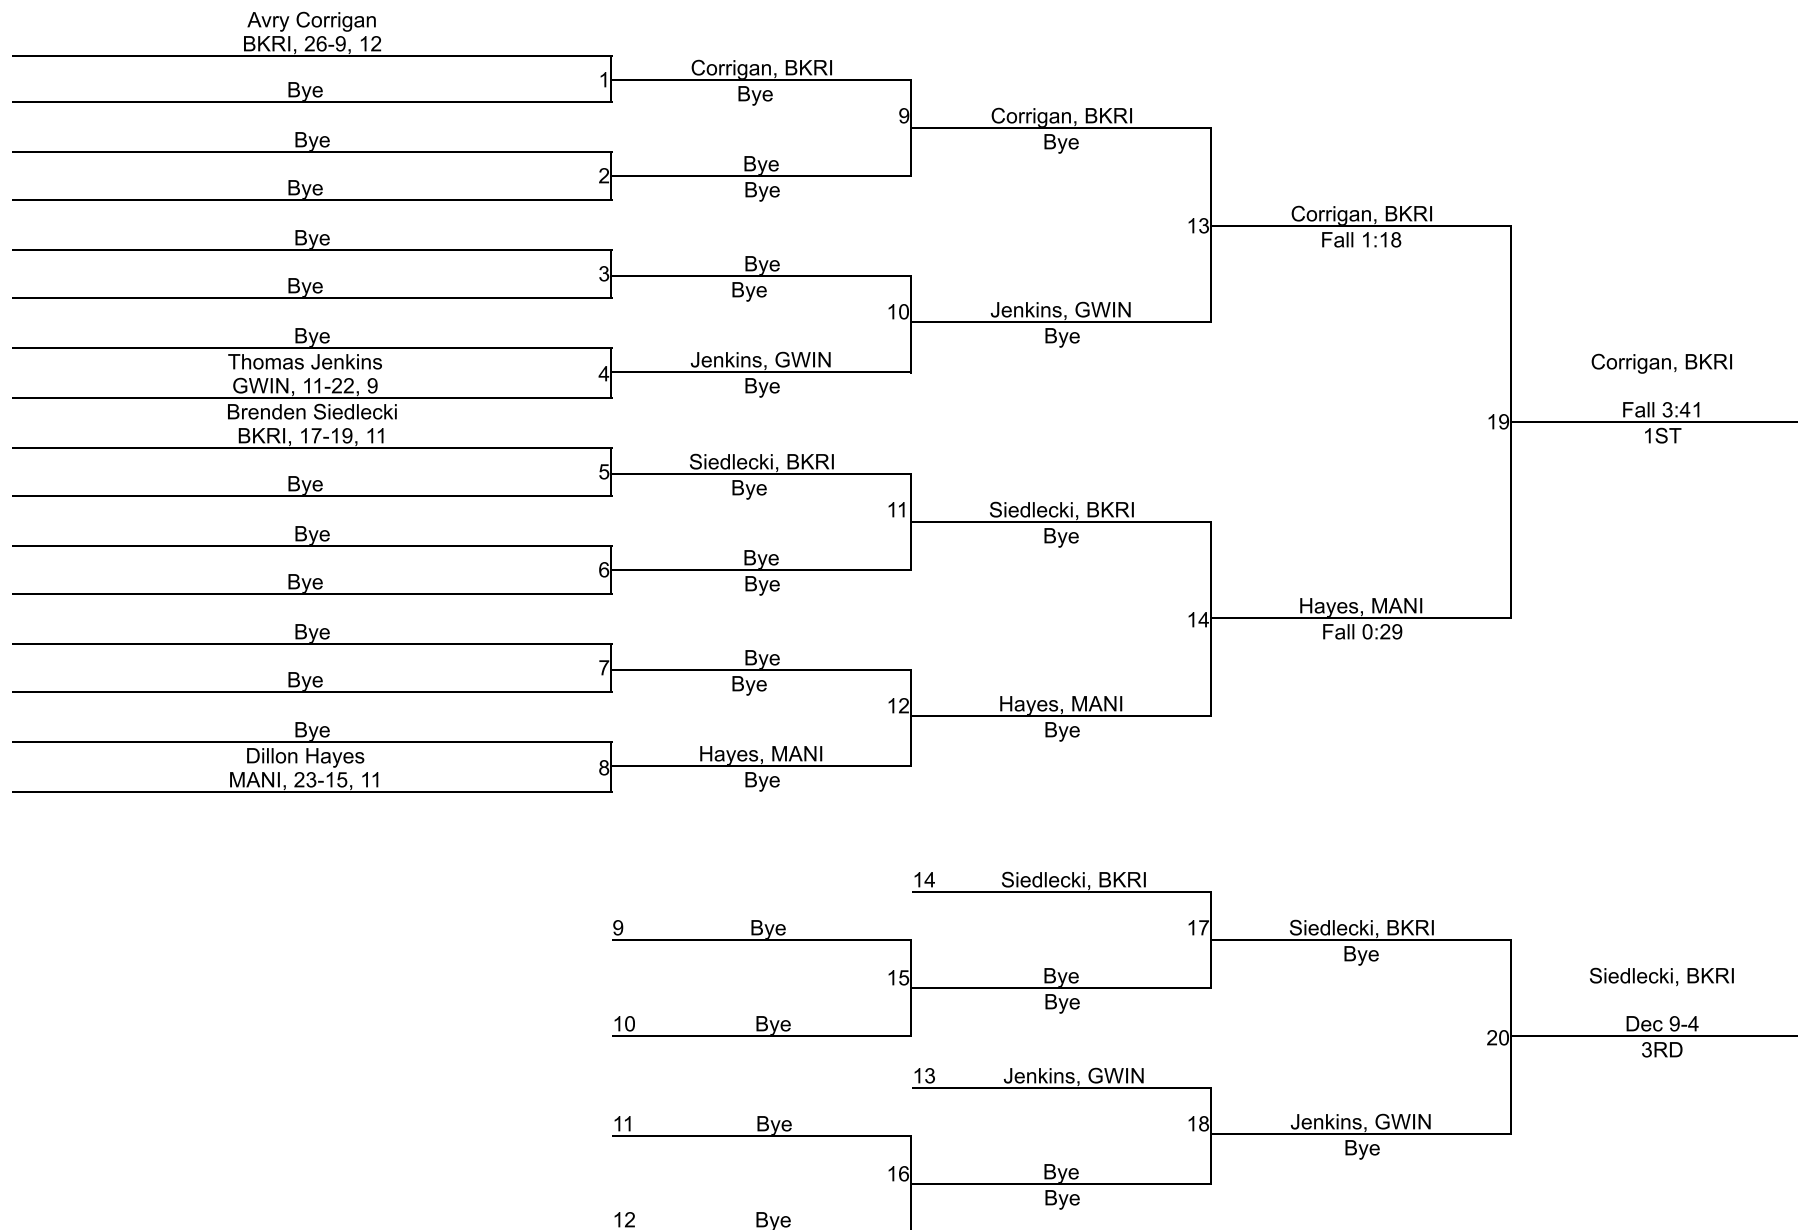 Avry Corrigan
BKRI, 26-9, 12
Bye
1
Bye
Bye
2
Bye
Bye
3
Bye
Thomas Jenkins
GWIN, 11-22, 9
4
Brenden Siedlecki
BKRI, 17-19, 11
Bye
5
Bye
Bye
6
Bye
Bye
7
Bye
Dillon Hayes
MANI, 23-15, 11
8
Corrigan, BKRI
Bye
9
Bye
Bye
Bye
Bye
10
Jenkins, GWIN
Bye
Siedlecki, BKRI
Bye
11
Bye
Bye
Bye
Bye
12
Hayes, MANI
Bye
Corrigan, BKRI
Bye
13
Jenkins, GWIN
Bye
Siedlecki, BKRI
Bye
14
Hayes, MANI
Bye
Corrigan, BKRI
Fall 1:18
19
Hayes, MANI
Fall 0:29
Corrigan, BKRI
Fall 3:41
1ST
14 Siedlecki, BKRI
9 Bye
17
15
Bye
Bye
10 Bye
13 Jenkins, GWIN
11 Bye
18
16
Bye
Bye
12 Bye
Siedlecki, BKRI
Bye
20
Jenkins, GWIN
Bye
Siedlecki, BKRI
Dec 9-4
3RD